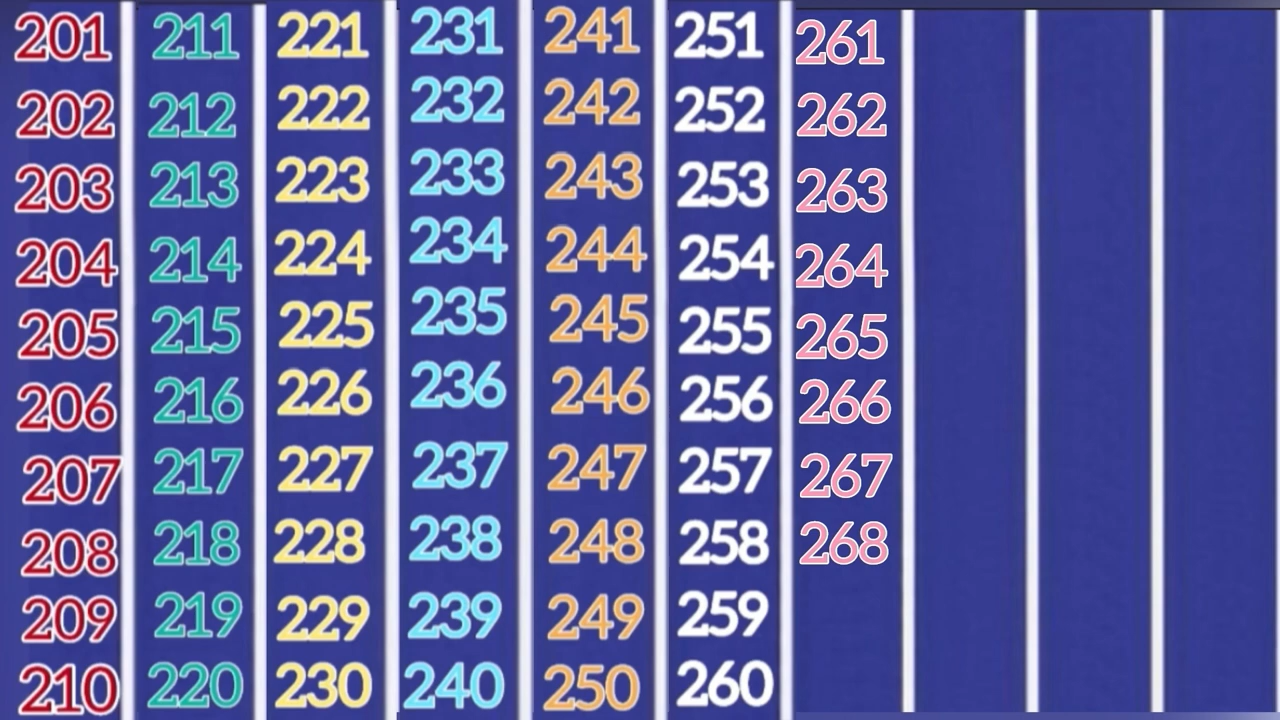 201 211 221 231 241 251 261
202 212 222 232 242 252 262
203 213 223 233 243 253 263
204 214 224 234 244 254 264
205 215 225 235 245 255 265
206 216 226 236 246 256 266
207 217 227 237 247 257 267
208 218 228 238 248 258 268
209 219 229 239 249 259
210 220 230 240 250 260